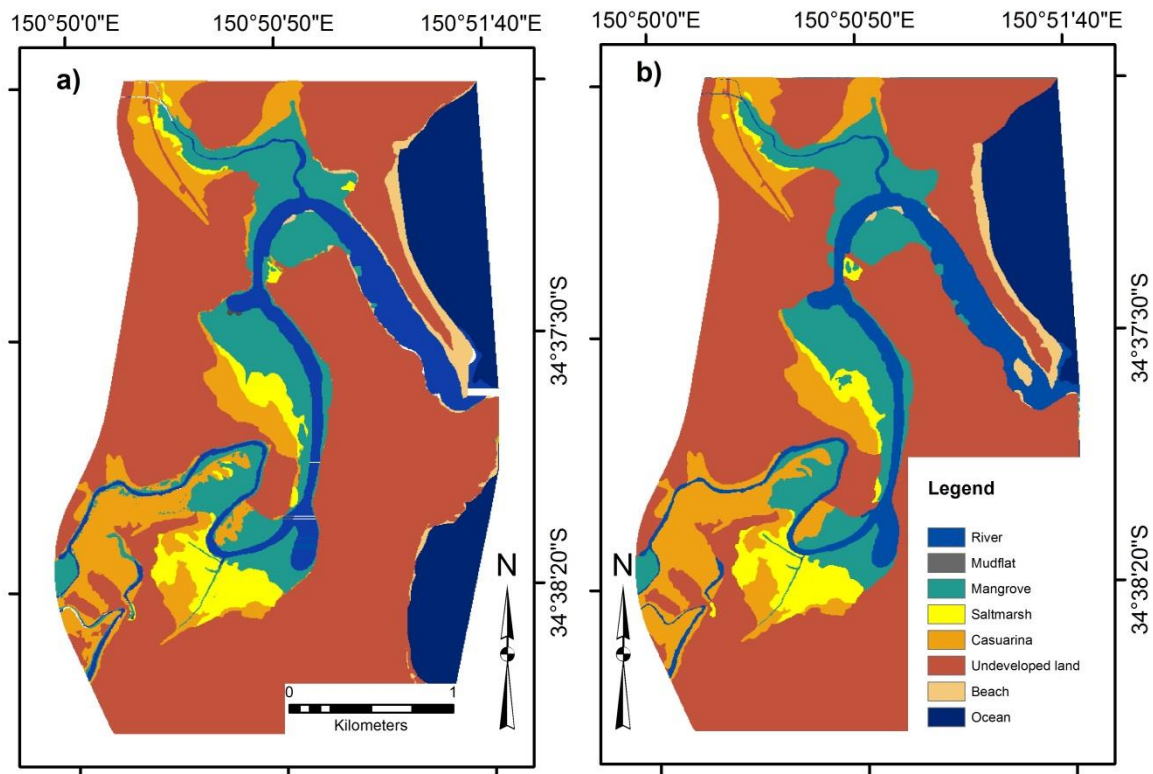 150°50'0"E 150°50'50"E 150°51'40"E 150°50'0"E 150°50'50"E 150°51'40"E
a)
b)
34°37'30"S
34°37'30"S
34°38'20"S
34°38'20"S
N
0 1
Kilometers
N
Legend
River
Mudflat
Mangrove
Saltmarsh
Casuarina
Undeveloped land
Beach
Ocean